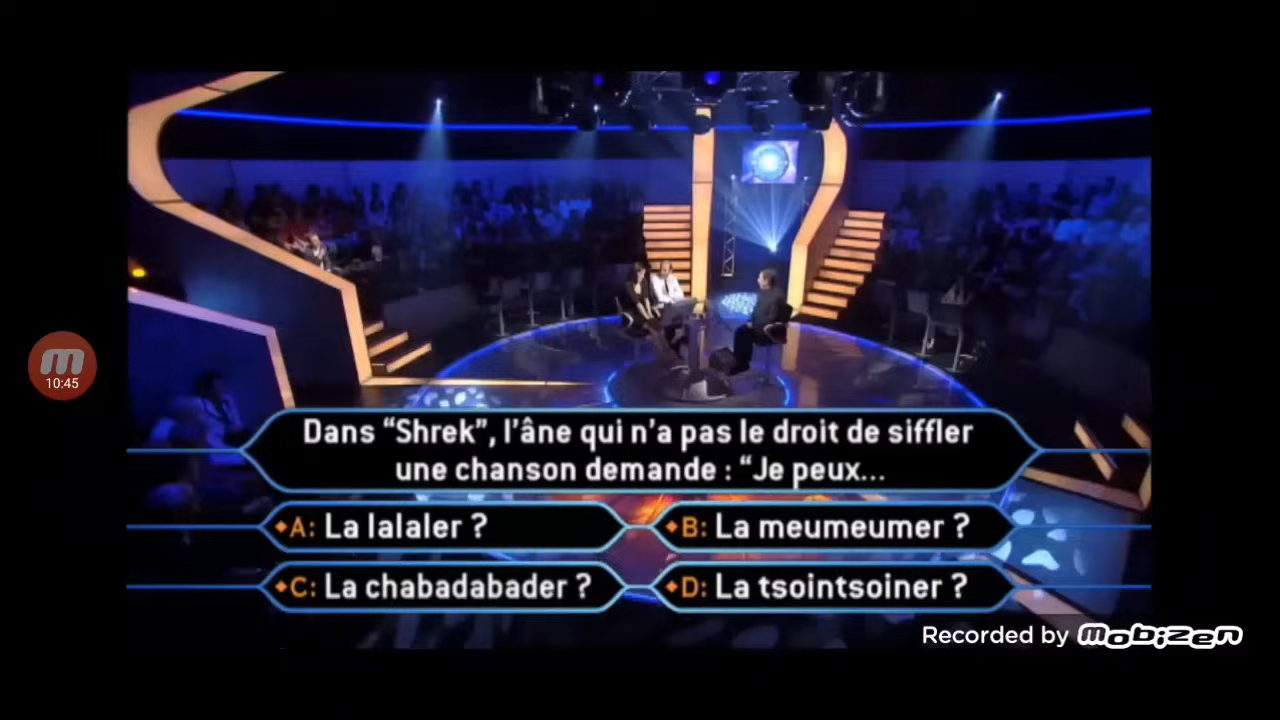 10:45
Dans “Shrek”, l’âne qui n’a pas le droit de siffler
une chanson demande : “Je peux...
A: La lalaler ?
B: La meumeumer ?
C: La chabadabader ?
D: La tsointsoiner ?
Recorded by mobizen